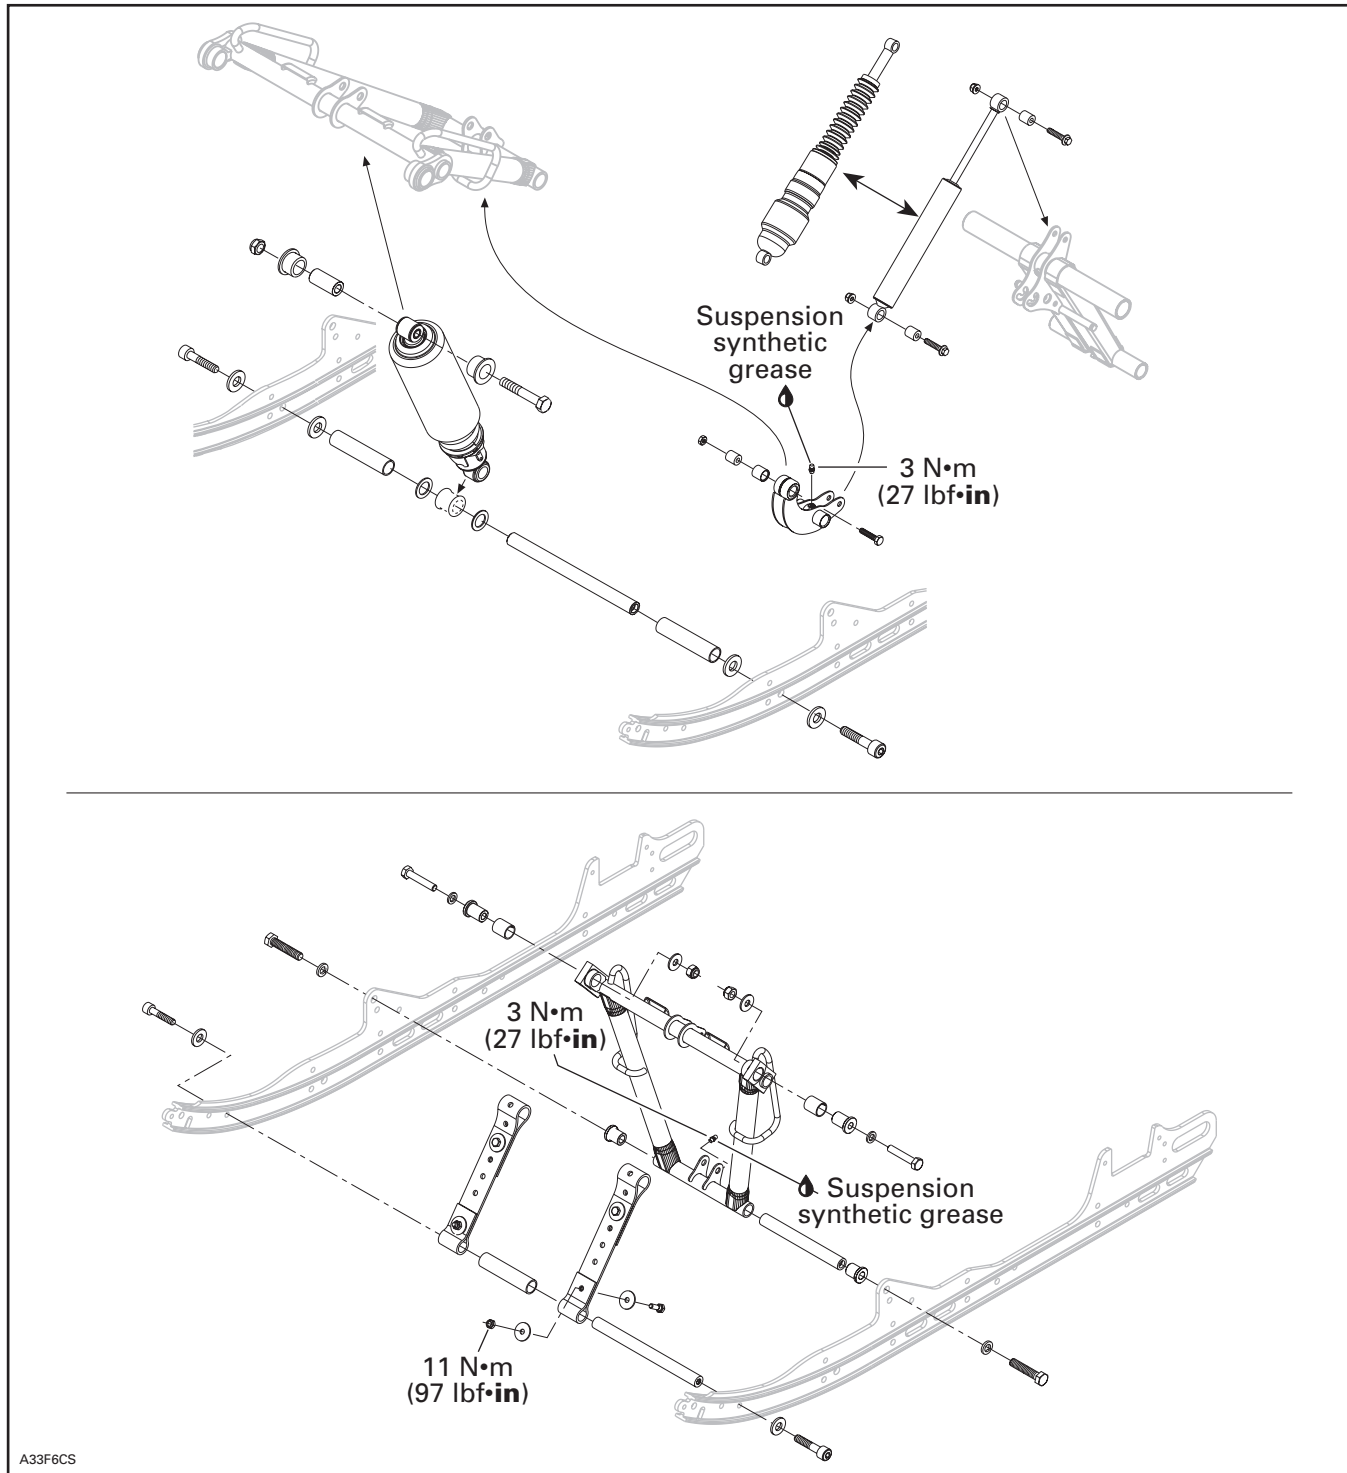 Suspension
synthetic
grease
3 N•m
(27 lbf•in)
3 N•m
(27 lbf•in)
Suspension
synthetic grease
11 N•m
(97 lbf•in)
A33F6CS